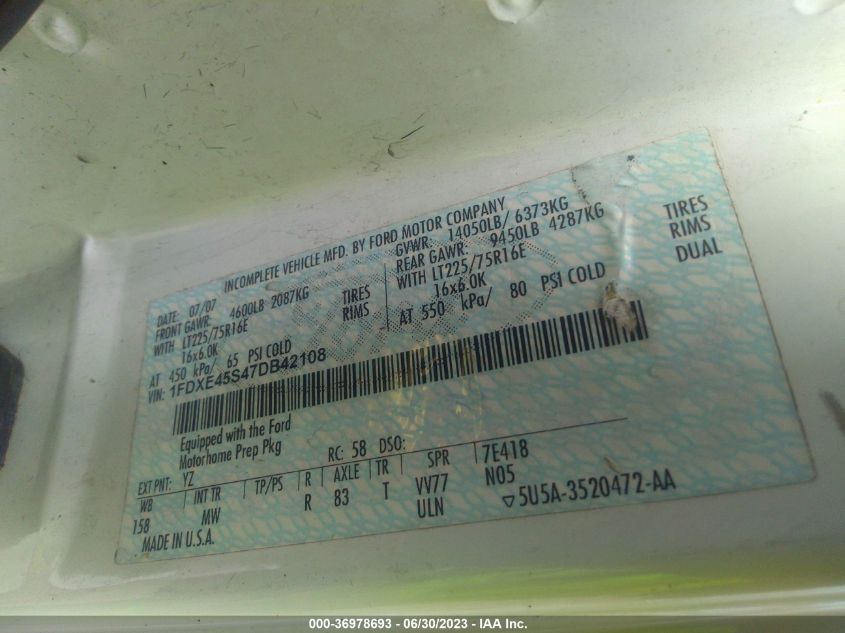 INCOMPLETE VEHICLE MFD. BY FORD MOTOR COMPANY
DATE: 07/07 GVWR: 14050LB/ 6373KG
FRONT GAWR: 4600LB 2087KG REAR GAWR: 9450LB 4287KG
WITH LT225/75R16E TIRES WITH LT225/75R16E TIRES
16x6.0K RIMS 16x6.0K RIMS
AT 450 kPa/ 65 PSI COLD AT 550 kPa/ 80 PSI COLD DUAL
VIN: 1FDXE45S47DB42108
Equipped with the Ford
Motorhome Prep Pkg
EXT PNT: YZ RC: 58 DSO:
WB INT TR TP/PS R AXLE TR SPR 7E418
158 MW R 83 T VV77 N05
ULN ▽5U5A-3520472-AA
MADE IN U.S.A.
000-36978693 - 06/30/2023 - IAA Inc.